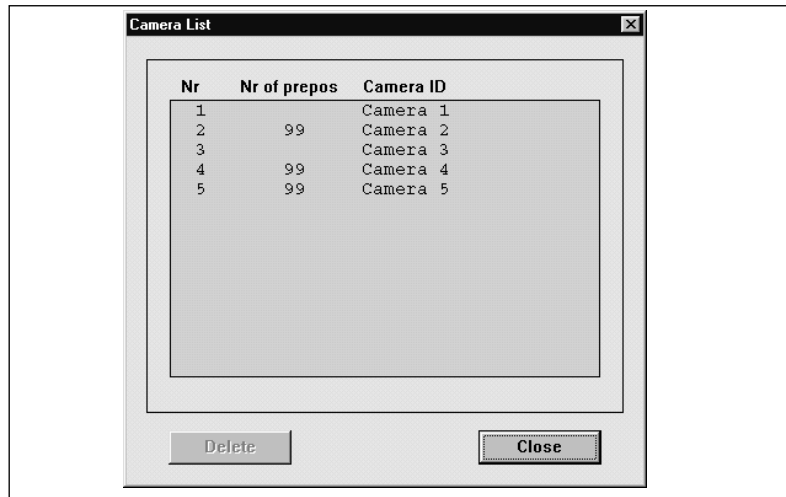 Camera List
Nr Nr of prepos Camera ID
1 Camera 1
2 99 Camera 2
3 Camera 3
4 99 Camera 4
5 99 Camera 5
Delete Close